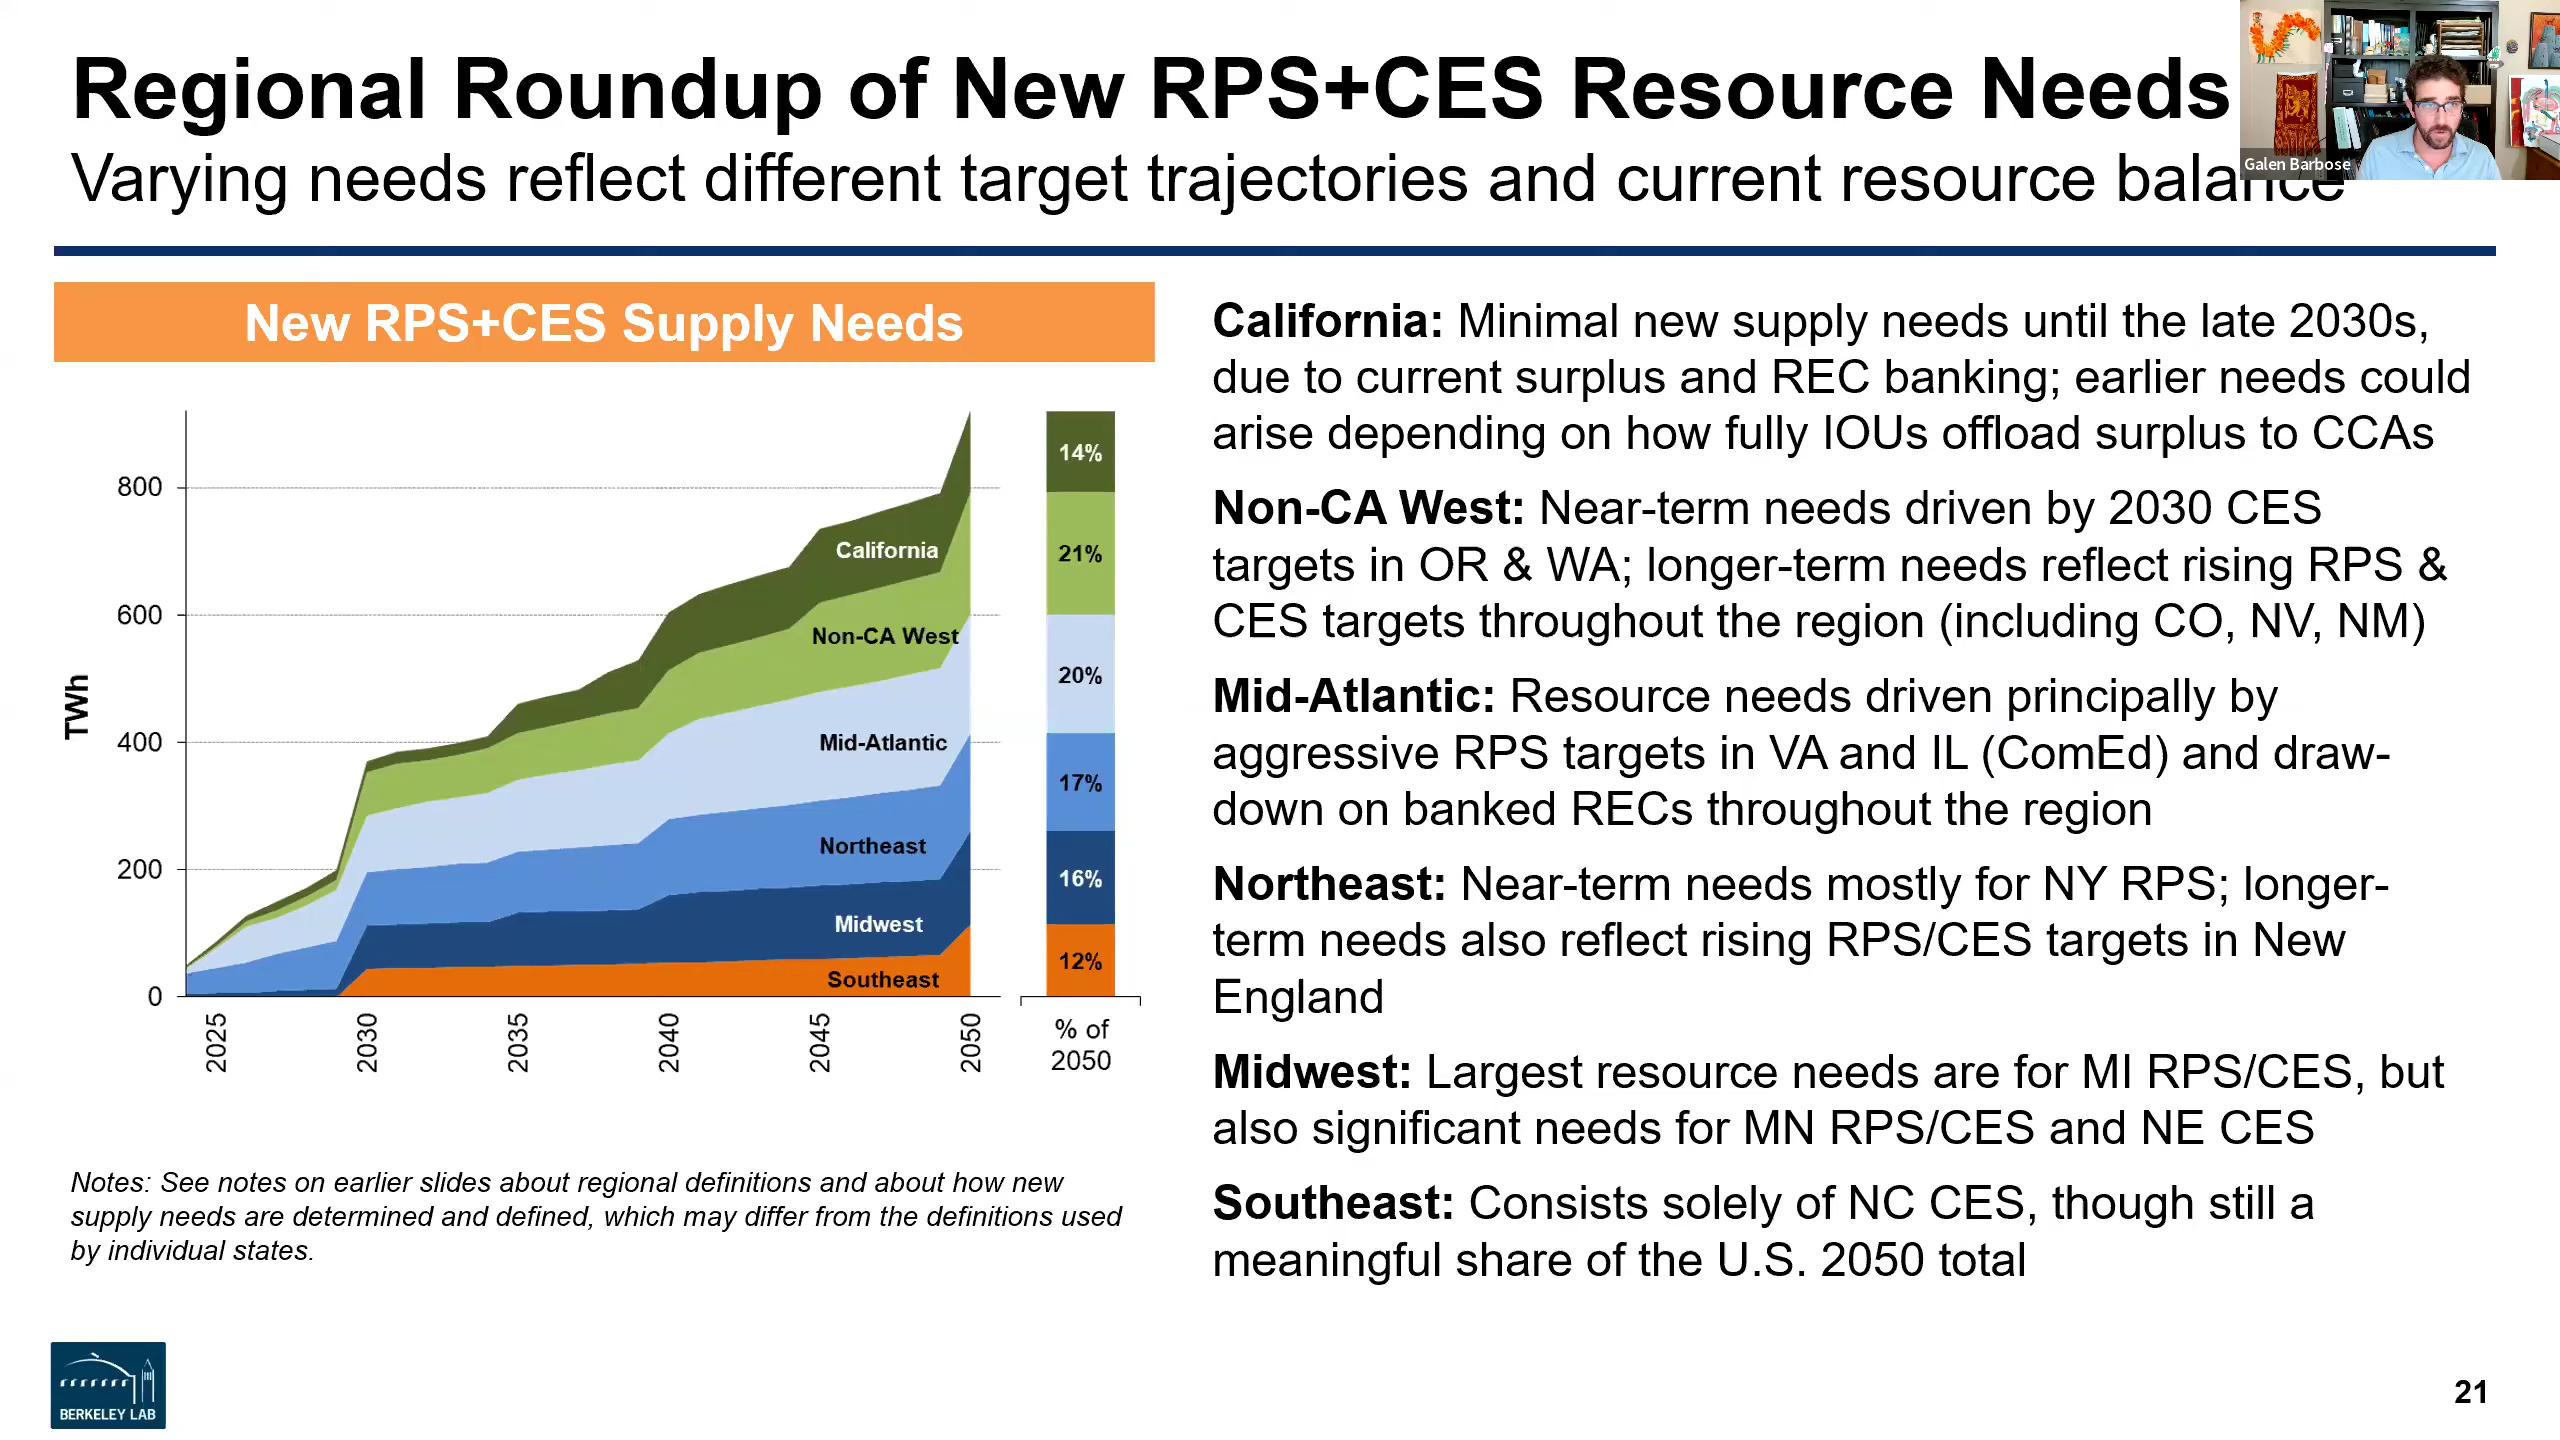 Regional Roundup of New RPS+CES Resource Needs
Galen Barbose
Varying needs reflect different target trajectories and current resource balance
New RPS+CES Supply Needs
TWh
800
600
400
200
0
California
Non-CA West
Mid-Atlantic
Northeast
Midwest
Southeast
2025
2030
2035
2040
2045
2050
14%
21%
20%
17%
16%
12%
% of
2050
Notes: See notes on earlier slides about regional definitions and about how new
supply needs are determined and defined, which may differ from the definitions used
by individual states.
California: Minimal new supply needs until the late 2030s,
due to current surplus and REC banking; earlier needs could
arise depending on how fully IOUs offload surplus to CCAs
Non-CA West: Near-term needs driven by 2030 CES
targets in OR & WA; longer-term needs reflect rising RPS &
CES targets throughout the region (including CO, NV, NM)
Mid-Atlantic: Resource needs driven principally by
aggressive RPS targets in VA and IL (ComEd) and draw-
down on banked RECs throughout the region
Northeast: Near-term needs mostly for NY RPS; longer-
term needs also reflect rising RPS/CES targets in New
England
Midwest: Largest resource needs are for MI RPS/CES, but
also significant needs for MN RPS/CES and NE CES
Southeast: Consists solely of NC CES, though still a
meaningful share of the U.S. 2050 total
BERKELEY LAB
21